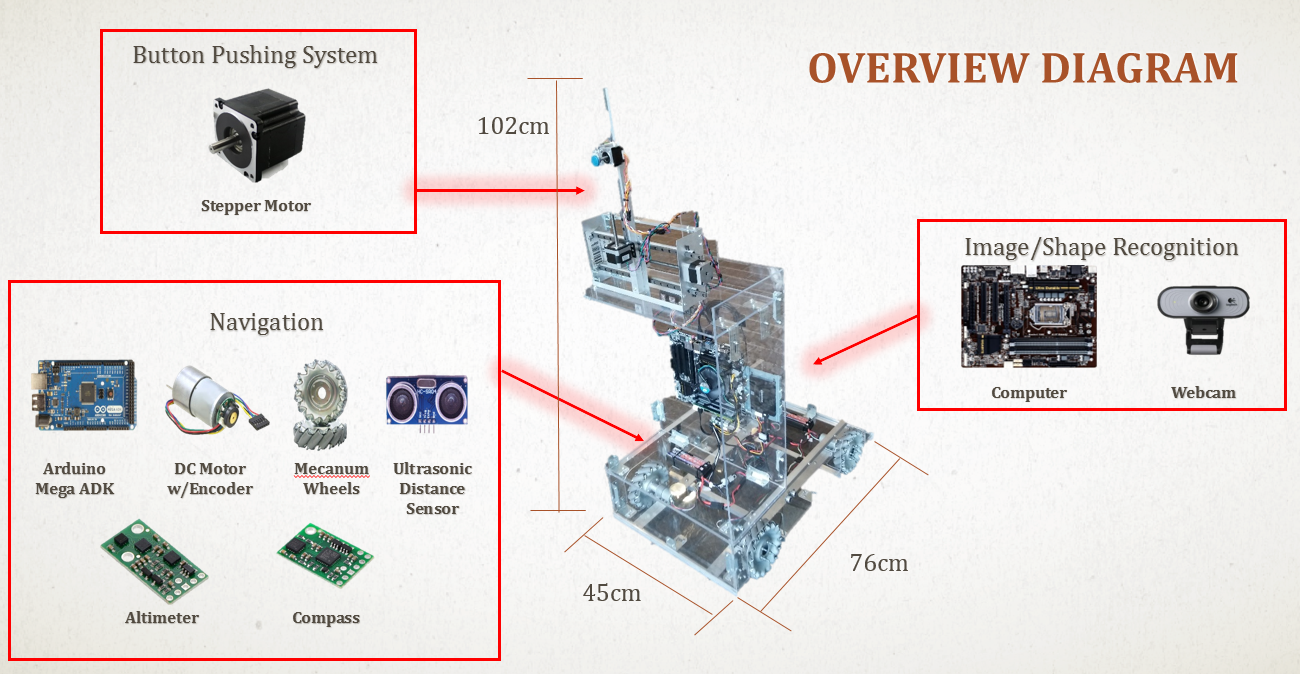 OVERVIEW DIAGRAM
Button Pushing System
Stepper Motor
102cm
Image/Shape Recognition
Computer
Webcam
Navigation
Arduino
Mega ADK
DC Motor
w/Encoder
Mecanum
Wheels
Ultrasonic
Distance
Sensor
Altimeter
Compass
45cm
76cm